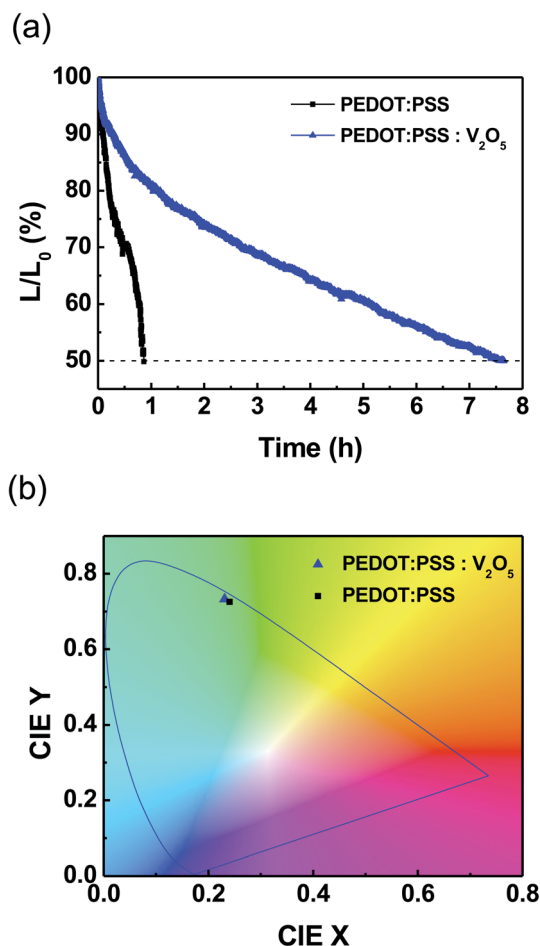 (a)
100
90
80
70
60
50
L/L0 (%)
PEDOT:PSS
PEDOT:PSS : V2O5
0 1 2 3 4 5 6 7 8
Time (h)
(b)
0.8
0.6
0.4
0.2
0.0
CIE Y
PEDOT:PSS : V2O5
PEDOT:PSS
0.0 0.2 0.4 0.6 0.8
CIE X